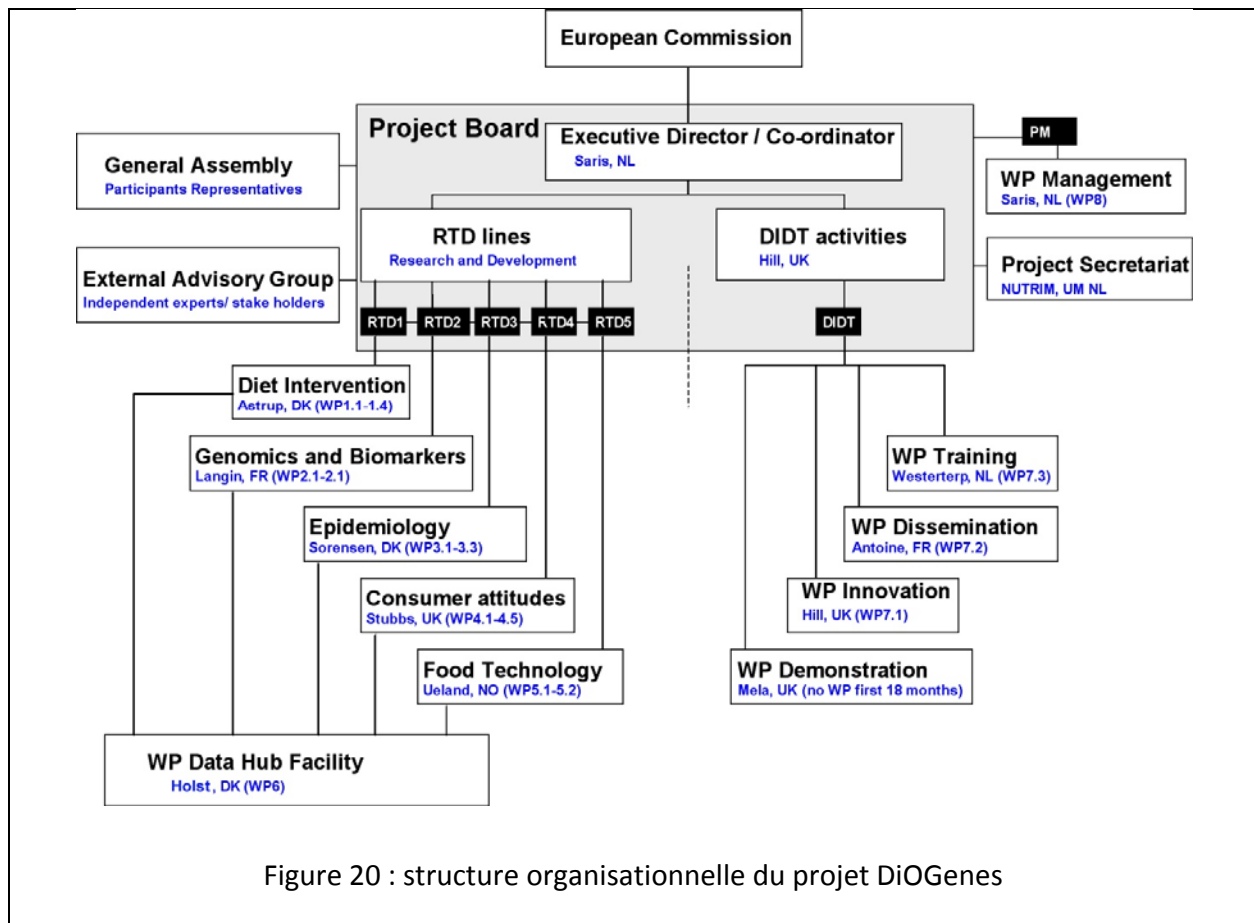 European Commission
Project Board
Executive Director / Co-ordinator
Saris, NL
PM
General Assembly
Participants Representatives
WP Management
Saris, NL (WP8)
RTD lines
Research and Development
DIDT activities
Hill, UK
External Advisory Group
Independent experts/ stake holders
Project Secretariat
NUTRIM, UM NL
RTD1
RTD2
RTD3
RTD4
RTD5
DIDT
Diet Intervention
Astrup, DK (WP1.1-1.4)
Genomics and Biomarkers
Langin, FR (WP2.1-2.1)
WP Training
Westerterp, NL (WP7.3)
Epidemiology
Sorensen, DK (WP3.1-3.3)
WP Dissemination
Antoine, FR (WP7.2)
Consumer attitudes
Stubbs, UK (WP4.1-4.5)
WP Innovation
Hill, UK (WP7.1)
Food Technology
Ueland, NO (WP5.1-5.2)
WP Demonstration
Mela, UK (no WP first 18 months)
WP Data Hub Facility
Holst, DK (WP6)
Figure 20 : structure organisationnelle du projet DiOGenes